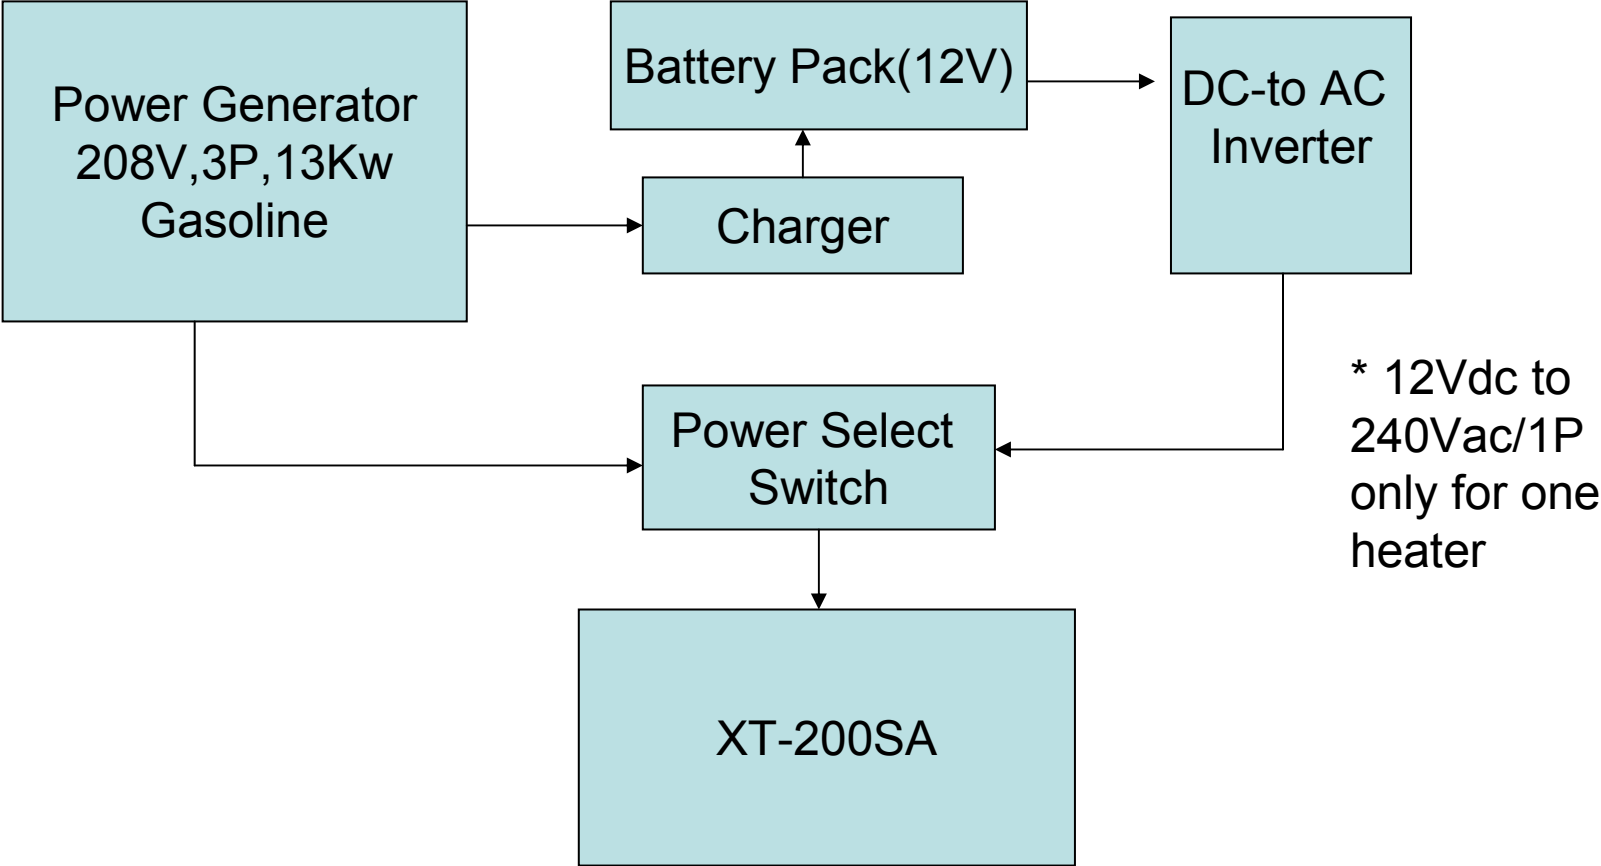 Power Generator
208V,3P,13Kw
Gasoline
Battery Pack(12V)
DC-to AC
Inverter
Charger
* 12Vdc to
240Vac/1P
only for one
heater
Power Select
Switch
XT-200SA